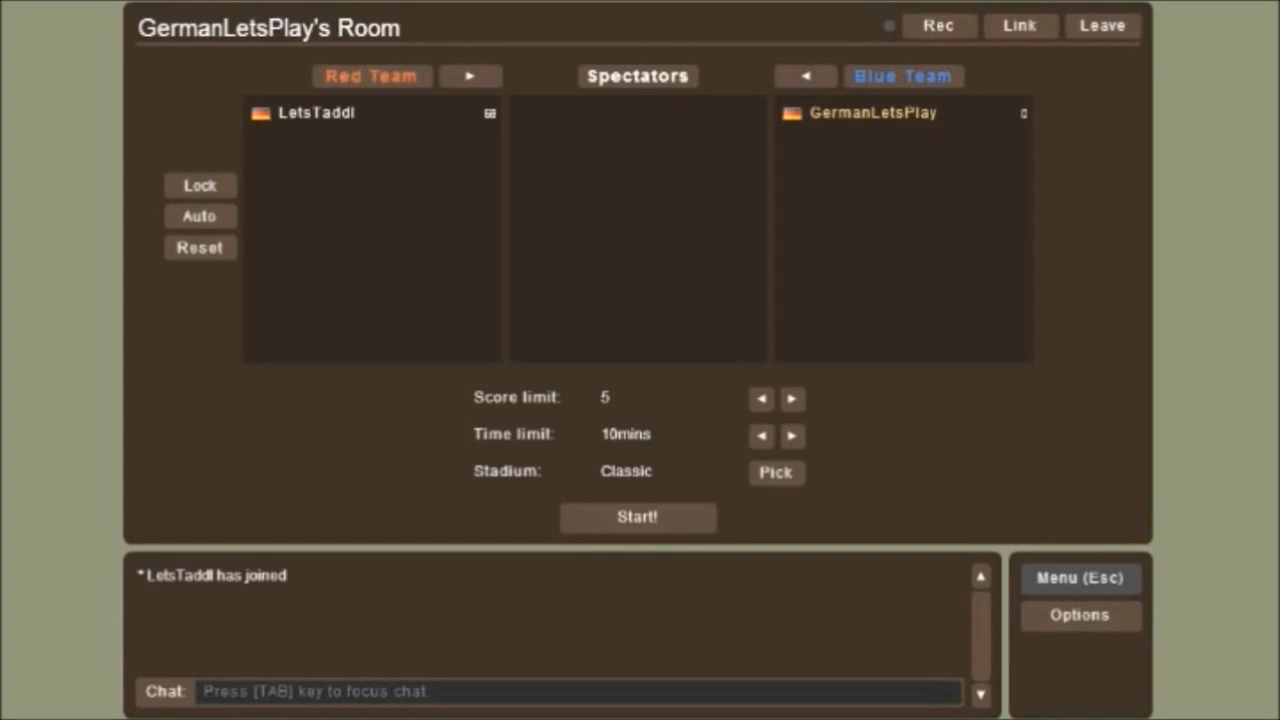 GermanLetsPlay's Room
Rec Link Leave
Red Team Spectators Blue Team
LetsTaddl GermanLetsPlay
Lock
Auto
Reset
Score limit: 5
Time limit: 10mins
Stadium: Classic Pick
Start!
* LetsTaddl has joined
Menu (Esc)
Options
Chat: Press [TAB] key to focus chat.